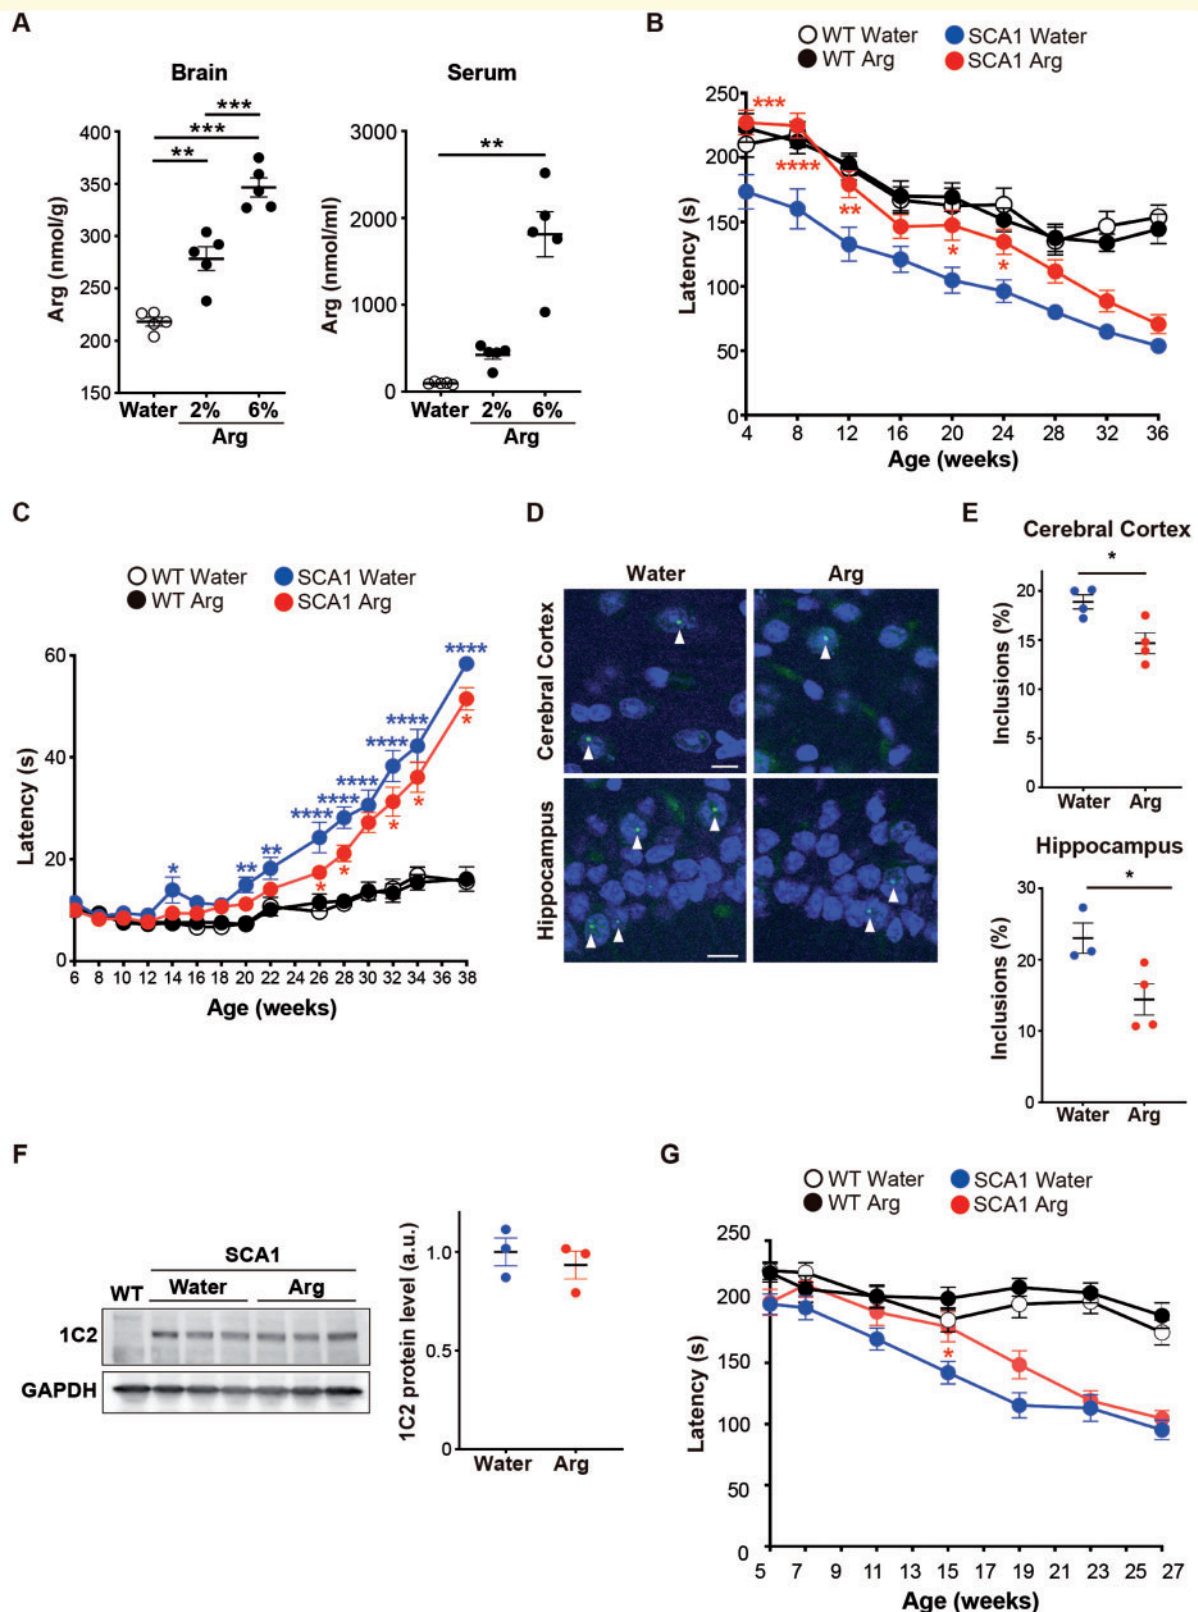 A
Brain
Serum
*** 
***
**
**
Arg (nmol/g)
400
350
300
250
200
150
Water 2% 6%
Arg
Arg (nmol/ml)
3000
2000
1000
0
Water 2% 6%
Arg
B
WT Water SCA1 Water
WT Arg SCA1 Arg
Latency (s)
250
200
150
100
50
0
***
****
**
*
*
4 8 12 16 20 24 28 32 36
Age (weeks)
C
WT Water SCA1 Water
WT Arg SCA1 Arg
Latency (s)
60
40
20
0
****
****
****
****
****
****
**
**
*
*
*
*
*
*
6 8 10 12 14 16 18 20 22 24 26 28 30 32 34 36 38
Age (weeks)
D
Water Arg
Cerebral Cortex
Hippocampus
E
Cerebral Cortex
*
Inclusions (%)
20
15
10
5
0
Water Arg
Hippocampus
*
Inclusions (%)
30
20
10
0
Water Arg
F
SCA1
WT Water Arg
1C2
GAPDH
1C2 protein level (a.u.)
1.0
0.5
0
Water Arg
G
WT Water SCA1 Water
WT Arg SCA1 Arg
Latency (s)
250
200
150
100
50
0
*
5 7 9 11 13 15 17 19 21 23 25 27
Age (weeks)